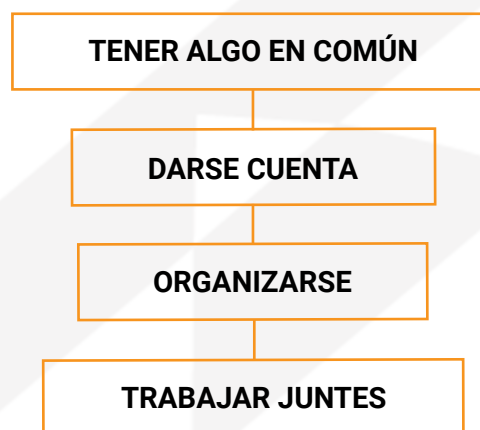 TENER ALGO EN COMÚN
DARSE CUENTA
ORGANIZARSE
TRABAJAR JUNTES